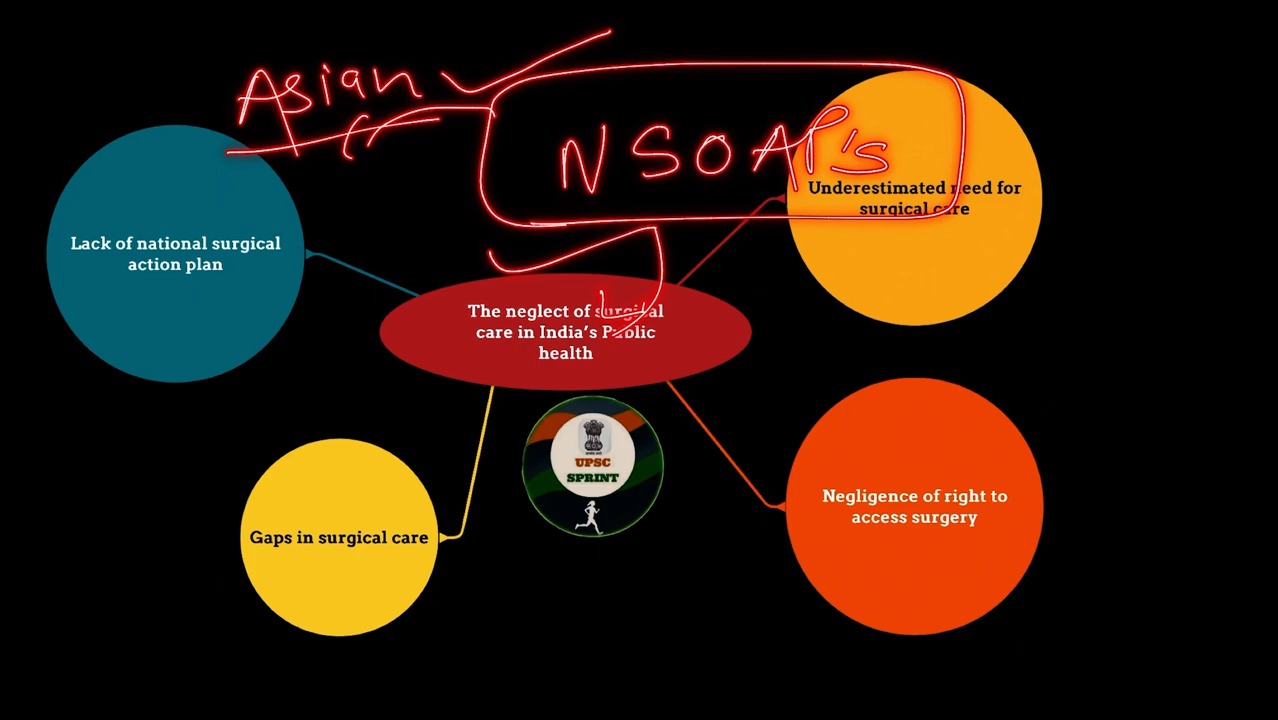 Asian
NSOAP's
Underestimated need for
surgical care
Lack of national surgical
action plan
The neglect of surgical
care in India's Public
health
UPSC
SPRINT
Negligence of right to
access surgery
Gaps in surgical care